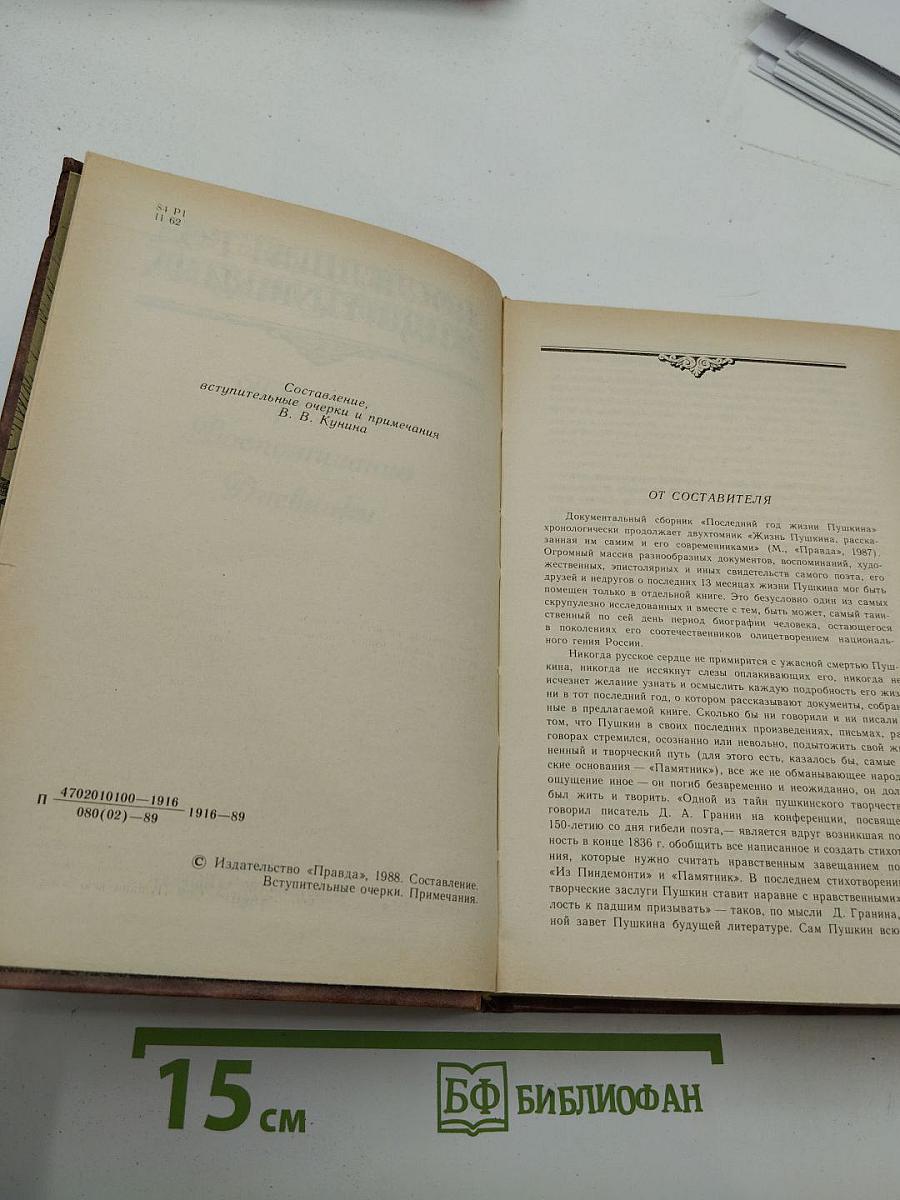 84 Р1
П 62
Составление,
вступительные очерки и примечания
В. В. Кунина
П 4702010100—1916
080(02)—89
1916—89
© Издательство «Правда», 1988. Составление.
Вступительные очерки. Примечания.
ОТ СОСТАВИТЕЛЯ
Документальный сборник «Последний год жизни Пушкина»
хронологически продолжает двухтомник «Жизнь Пушкина, расска-
занная им самим и его современниками» (М., «Правда», 1987).
Огромный массив разнообразных документов, воспоминаний, худо-
жественных, эпистолярных и иных свидетельств самого поэта, его
друзей и недругов о последних 13 месяцах жизни Пушкина мог быть
помещен только в отдельной книге. Это безусловно один из самых
скрупулезно исследованных и вместе с тем, быть может, самый таин-
ственный по сей день период биографии человека, остающегося
в поколениях его соотечественников олицетворением националь-
ного гения России.
Никогда русское сердце не примирится с ужасной смертью Пуш-
кина, никогда не иссякнут слезы оплакивающих его, никогда не
исчезнет желание узнать и осмыслить каждую подробность его жиз
ни в тот последний год, о котором рассказывают документы, собран
ные в предлагаемой книге. Сколько бы ни говорили и ни писали
том, что Пушкин в своих последних произведениях, письмах, ра
говорах стремился, осознанно или невольно, подытожить свой жи
ненный и творческий путь (для этого есть, казалось бы, самые
ские основания — «Памятник»), все же не обманывающее народ
ощущение иное — он погиб безвременно и неожиданно, он дол
был жить и творить. «Одной из тайн пушкинского творчеств
говорил писатель Д. А. Гранин на конференции, посвяще
150-летию со дня гибели поэта,— является вдруг возникшая по
ность в конце 1836 г. обобщить все написанное и создать стихот
ния, которые нужно считать нравственным завещанием по
«Из Пиндемонти» и «Памятник». В последнем стихотворени
творческие заслуги Пушкин ставит наравне с нравственными»
лость к падшим призывать» — таков, по мысли Д. Гранина,
ной завет Пушкина будущей литературе. Сам Пушкин всю
15 см
БФ БИБЛИОФАН